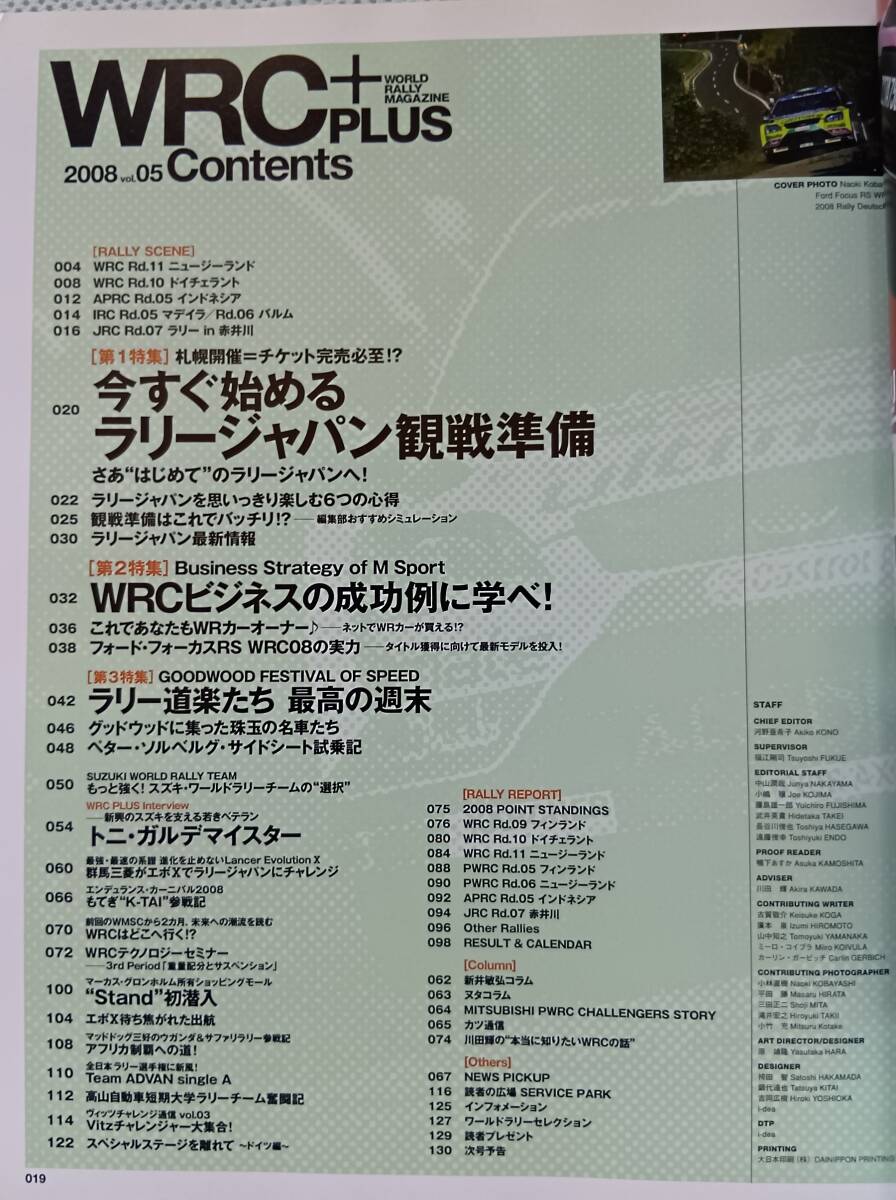 WRC+PLUS
WORLD
RALLY
MAGAZINE
2008 vol.05 Contents
COVER PHOTO Naoki
Ford Focus RS
2008 Rally
[RALLY SCENE]
004 WRC Rd.11 ニュージーランド
008 WRC Rd.10 ドイチェラント
012 APRC Rd.05 インドネシア
014 IRC Rd.05 マデイラ/Rd.06 バルム
016 JRC Rd.07 ラリー in 赤井川
[第1特集] 札幌開催=チケット完売必至!?
020 今すぐ始める
ラリージャパン観戦準備
さあ“はじめて”のラリージャパンへ!
022 ラリージャパンを思いっきり楽しむ6つの心得
025 観戦準備はこれでバッチリ!? ──編集部おすすめシミュレーション
030 ラリージャパン最新情報
[第2特集] Business Strategy of M Sport
032 WRCビジネスの成功例に学べ!
036 これであなたもWRカーオーナー♪ ──ネットでWRカーが買える!?
038 フォード・フォーカスRS WRC08の実力 ──タイトル獲得に向けて最新モデルを投入!
[第3特集] GOODWOOD FESTIVAL OF SPEED
042 ラリー道楽たち 最高の週末
046 グッドウッドに集った珠玉の名車たち
048 ペター・ソルベルグ・サイドシート試乗記
SUZUKI WORLD RALLY TEAM
050 もっと強く! スズキ・ワールドラリーチームの“選択”
WRC PLUS Interview
──新興のスズキを支える若きベテラン
054 トニ・ガルデマイスター
最強・最速の系譜 進化を止めないLancer Evolution X
060 群馬三菱がエボXでラリージャパンにチャレンジ
エンデュランス・カーニバル2008
066 もてぎ“K-TAI”参戦記
前回のWMSCから2カ月、未来への潮流を読む
070 WRCはどこへ行く!?
072 WRCテクノロジーセミナー
──3rd Period「重量配分とサスペンション」
マーカス・グロンホルム所有ショッピングモール
100 “Stand”初潜入
104 エボX待ち焦がれた出航
マッドドッグ三好のウガンダ&サファリラリー参戦記
108 アフリカ制覇への道!
全日本ラリー選手権に新風!
110 Team ADVAN single A
112 高山自動車短期大学ラリーチーム奮闘記
ヴィッツチャレンジ通信 vol.03
114 Vitzチャレンジャー大集合!
122 スペシャルステージを離れて ～ドイツ編～
[RALLY REPORT]
075 2008 POINT STANDINGS
076 WRC Rd.09 フィンランド
080 WRC Rd.10 ドイチェラント
084 WRC Rd.11 ニュージーランド
088 PWRC Rd.05 フィンランド
090 PWRC Rd.06 ニュージーランド
092 APRC Rd.05 インドネシア
094 JRC Rd.07 赤井川
096 Other Rallies
098 RESULT & CALENDAR
[Column]
062 新井敏弘コラム
063 ヌタコラム
064 MITSUBISHI PWRC CHALLENGERS STORY
065 カツ通信
074 川田輝の“本当に知りたいWRCの話”
[Others]
067 NEWS PICKUP
116 読者の広場 SERVICE PARK
125 インフォメーション
127 ワールドラリーセレクション
129 読者プレゼント
130 次号予告
STAFF
CHIEF EDITOR
河野亜希子 Akiko KONO
SUPERVISOR
福江剛司 Tsuyoshi FUKUE
EDITORIAL STAFF
中山潤哉 Junya NAKAYAMA
小嶋 穣 Joe KOJIMA
藤島雄一郎 Yuichiro FUJISHIMA
武井英貴 Hidetaka TAKEI
長谷川俊也 Toshiya HASEGAWA
遠藤俊幸 Toshiyuki ENDO
PROOF READER
鴨下あすか Asuka KAMOSHITA
ADVISER
川田 輝 Akira KAWADA
CONTRIBUTING WRITER
古賀敬介 Keisuke KOGA
廣本 泉 Izumi HIROMOTO
山中知之 Tomoyuki YAMANAKA
ミーロ・コイブラ Miiro KOIVULA
カーリン・ガービッチ Carlin GERBICH
CONTRIBUTING PHOTOGRAPHER
小林直樹 Naoki KOBAYASHI
平田 勝 Masaru HIRATA
三田正二 Shoji MITA
滝井宏之 Hiroyuki TAKII
小竹 充 Mitsuru Kotake
ART DIRECTOR/DESIGNER
原 靖隆 Yasutaka HARA
DESIGNER
袴田 智 Satoshi HAKAMADA
鍛代達也 Tatsuya KITAI
吉岡広樹 Hiroki YOSHIOKA
i-dea
DTP
i-dea
PRINTING
大日本印刷(株) DAINIPPON PRINTING
019